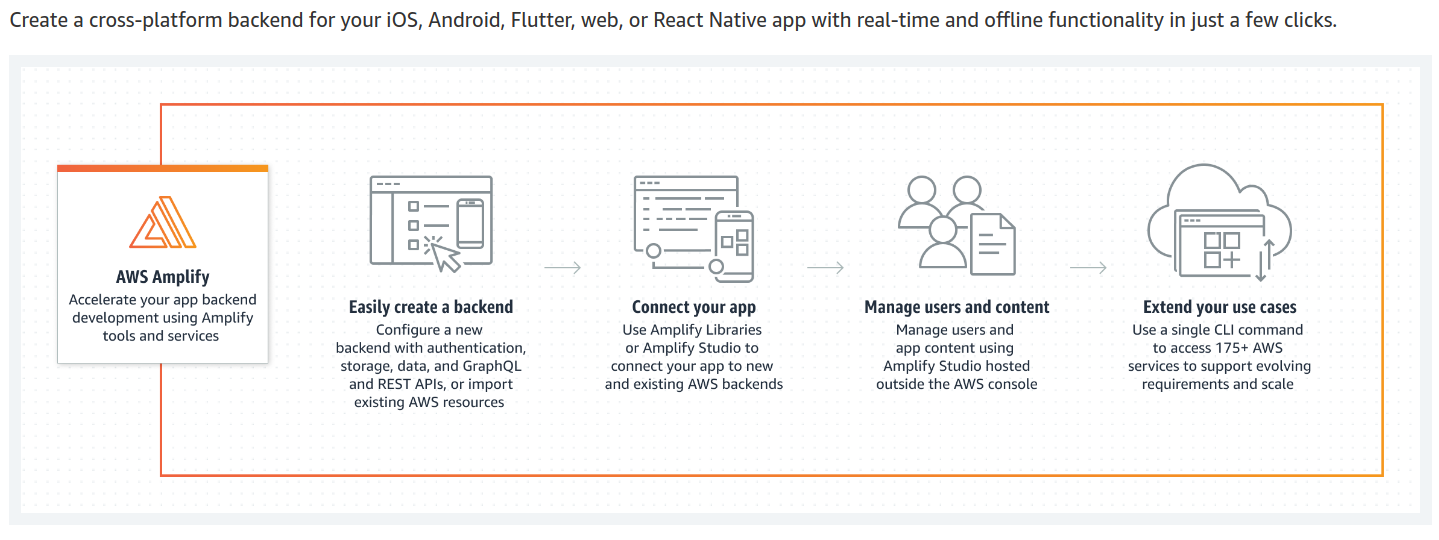 Create a cross-platform backend for your iOS, Android, Flutter, web, or React Native app with real-time and offline functionality in just a few clicks.
AWS Amplify
Accelerate your app backend
development using Amplify
tools and services
Easily create a backend
Configure a new
backend with authentication,
storage, data, and GraphQL
and REST APIs, or import
existing AWS resources
Connect your app
Use Amplify Libraries
or Amplify Studio to
connect your app to new
and existing AWS backends
Manage users and content
Manage users and
app content using
Amplify Studio hosted
outside the AWS console
Extend your use cases
Use a single CLI command
to access 175+ AWS
services to support evolving
requirements and scale